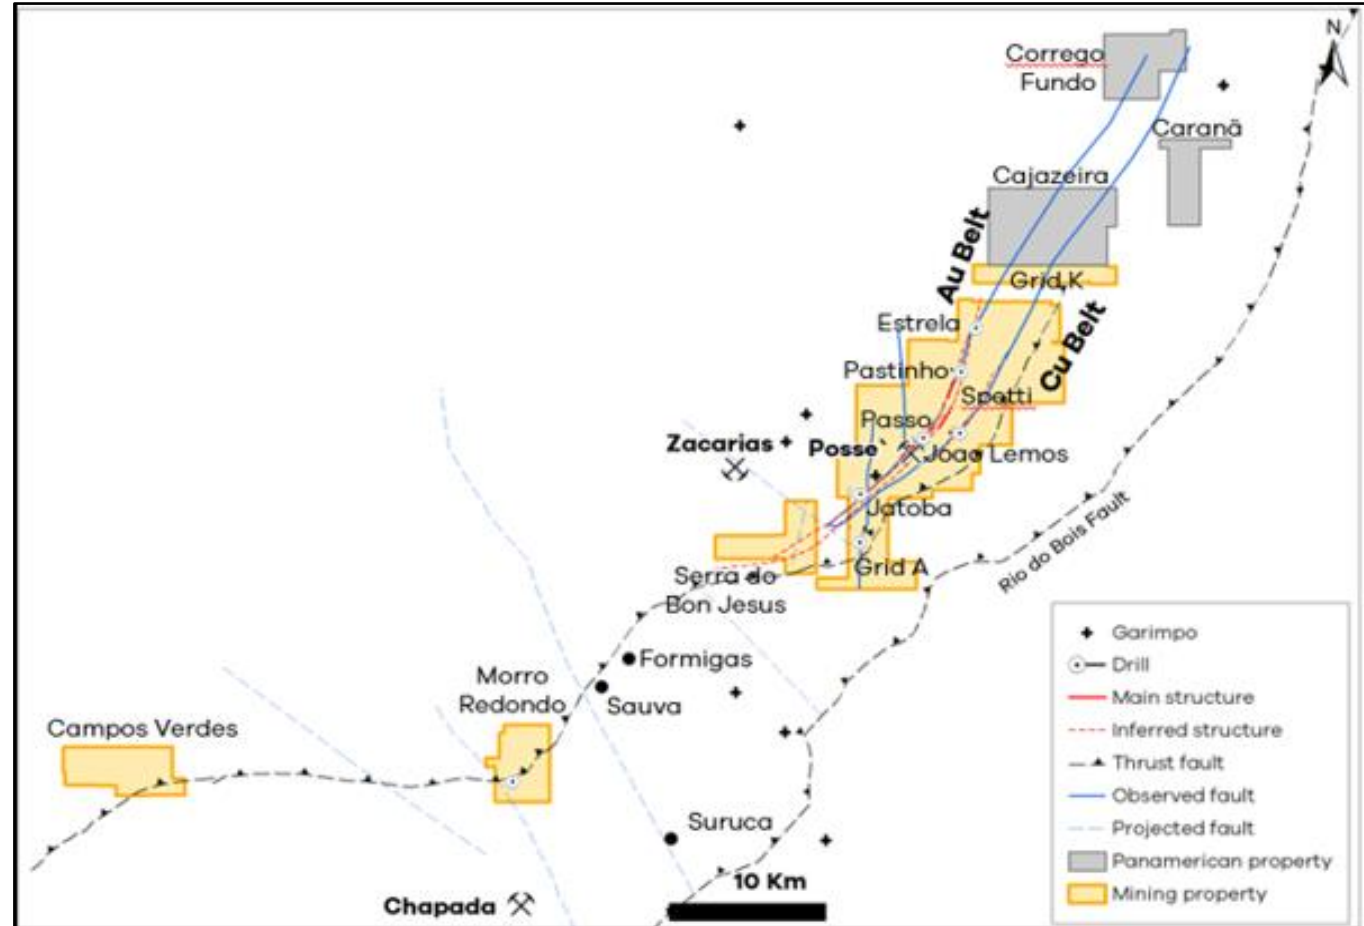 N
Corrego
Fundo
Caranã
Cajazeira
Au Belt
Grid K
Estrela
Cu Belt
Pastinho
Spetti
Passo
Zacarias
Posse
Joao Lemos
Jatoba
Rio do Bois Fault
Serra do
Bon Jesus
Grid A
Formigas
Morro
Redondo
Sauva
Campos Verdes
Suruca
10 Km
Chapada
Garimpo
Drill
Main structure
Inferred structure
Thrust fault
Observed fault
Projected fault
Panamerican property
Mining property